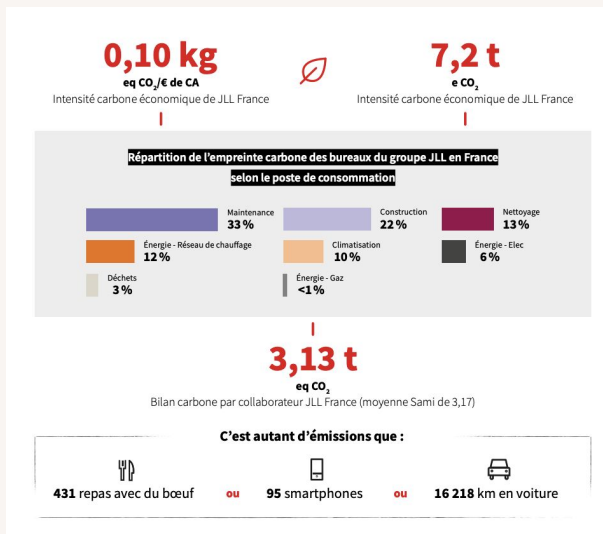 0,10 kg
eq CO₂/€ de CA
Intensité carbone économique de JLL France
7,2 t
e CO₂
Intensité carbone économique de JLL France
Répartition de l'empreinte carbone des bureaux du groupe JLL en France
selon le poste de consommation
Maintenance
33 %
Construction
22 %
Nettoyage
13 %
Énergie - Réseau de chauffage
12 %
Climatisation
10 %
Énergie - Elec
6 %
Déchets
3 %
Énergie - Gaz
<1 %
3,13 t
eq CO₂
Bilan carbone par collaborateur JLL France (moyenne Sami de 3,17)
C'est autant d'émissions que :
431 repas avec du bœuf ou 95 smartphones ou 16 218 km en voiture